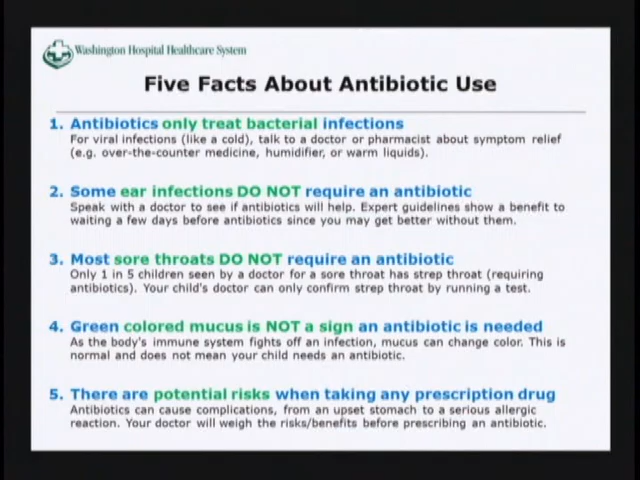 Washington Hospital Healthcare System
Five Facts About Antibiotic Use
1. Antibiotics only treat bacterial infections
For viral infections (like a cold), talk to a doctor or pharmacist about symptom relief
(e.g. over-the-counter medicine, humidifier, or warm liquids).
2. Some ear infections DO NOT require an antibiotic
Speak with a doctor to see if antibiotics will help. Expert guidelines show a benefit to
waiting a few days before antibiotics since you may get better without them.
3. Most sore throats DO NOT require an antibiotic
Only 1 in 5 children seen by a doctor for a sore throat has strep throat (requiring
antibiotics). Your child's doctor can only confirm strep throat by running a test.
4. Green colored mucus is NOT a sign an antibiotic is needed
As the body's immune system fights off an infection, mucus can change color. This is
normal and does not mean your child needs an antibiotic.
5. There are potential risks when taking any prescription drug
Antibiotics can cause complications, from an upset stomach to a serious allergic
reaction. Your doctor will weigh the risks/benefits before prescribing an antibiotic.